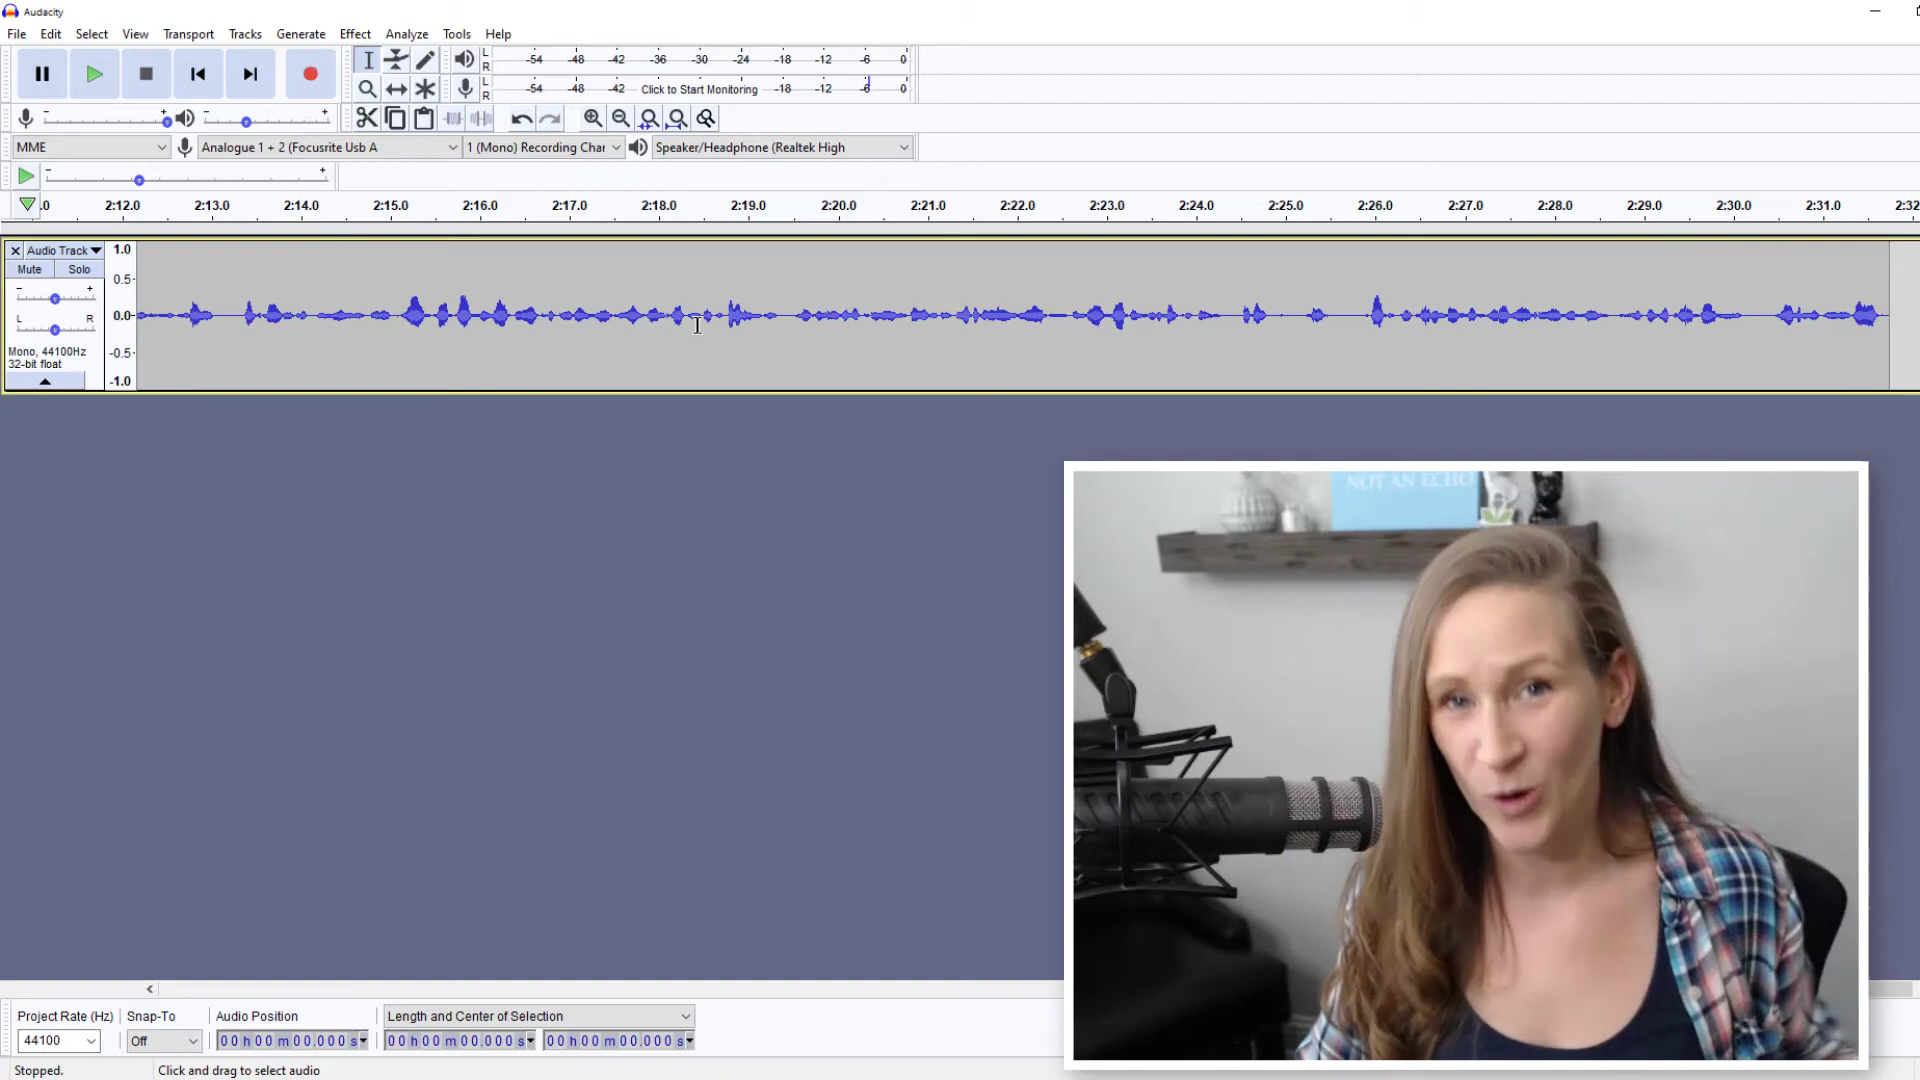 Audacity
File Edit Select View Transport Tracks Generate Effect Analyze Tools Help
L R -54 -48 -42 -36 -30 -24 -18 -12 -6 0
L R -54 -48 -42 Click to Start Monitoring -18 -12 -6 0
- + - +
MME Analogue 1 + 2 (Focusrite Usb A 1 (Mono) Recording Char Speaker/Headphone (Realtek High
- +
.0 2:12.0 2:13.0 2:14.0 2:15.0 2:16.0 2:17.0 2:18.0 2:19.0 2:20.0 2:21.0 2:22.0 2:23.0 2:24.0 2:25.0 2:26.0 2:27.0 2:28.0 2:29.0 2:30.0 2:31.0 2:32
X Audio Track 1.0
Mute Solo 0.5
- +
L R 0.0
Mono, 44100Hz -0.5
32-bit float
-1.0
NOT AN ECHO
Project Rate (Hz) Snap-To Audio Position Length and Center of Selection
44100 Off 00 h 00 m 00.000 s 00 h 00 m 00.000 s 00 h 00 m 00.000 s
Stopped. Click and drag to select audio